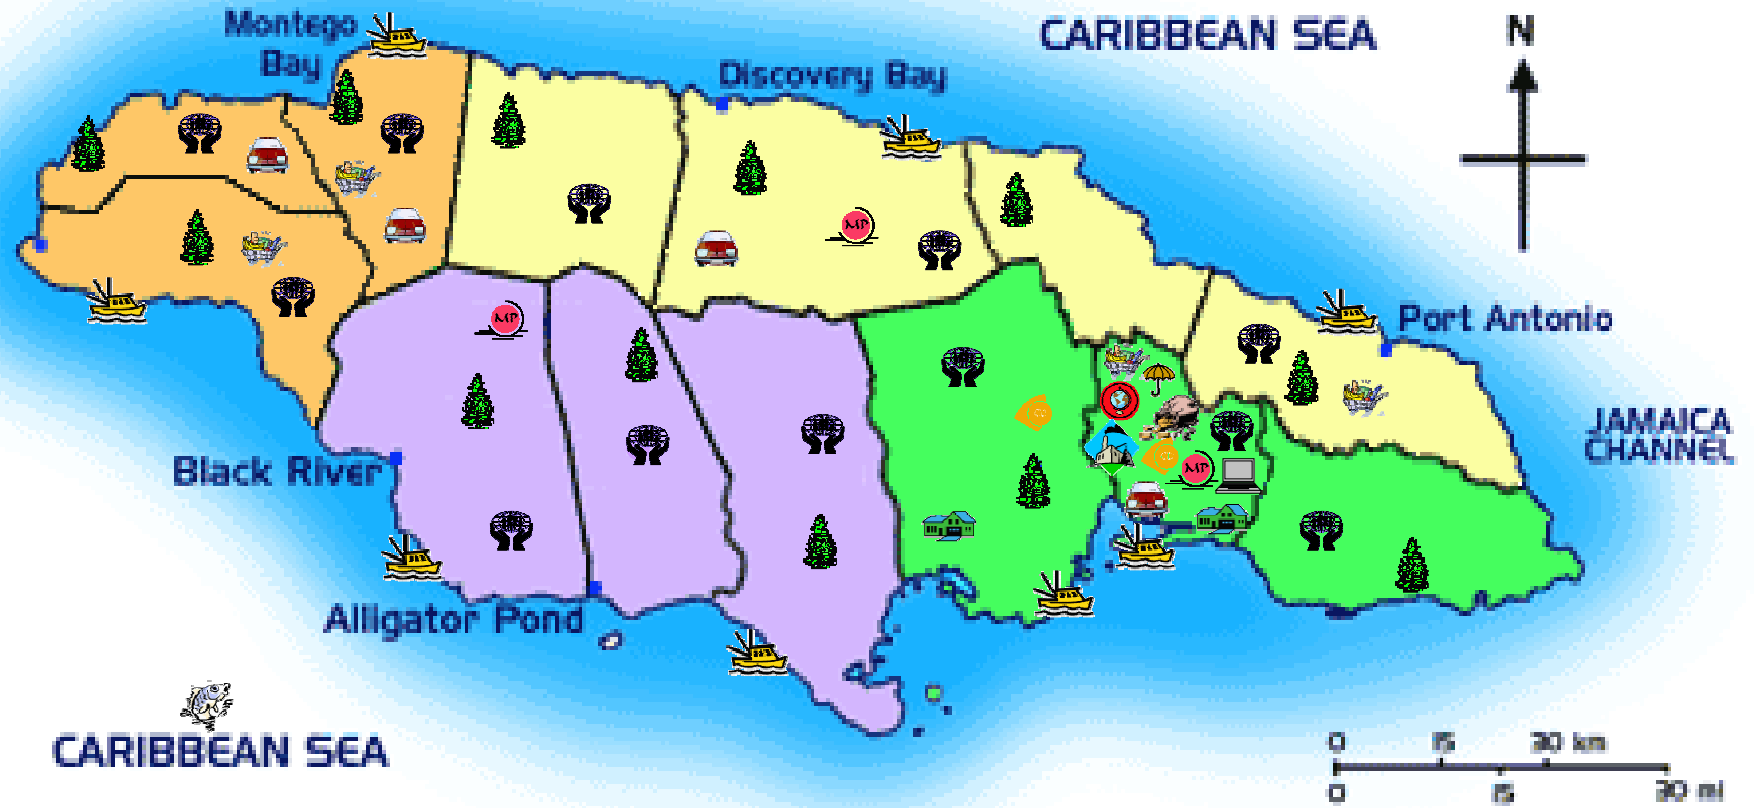 Montego
Bay
CARIBBEAN SEA
N
Discovery Bay
MP
MP
Port Antonio
@
JAMAICA
CHANNEL
@
MP
Black River
Alligator Pond
CARIBBEAN SEA
0 15 30 km
0 15 30 mi